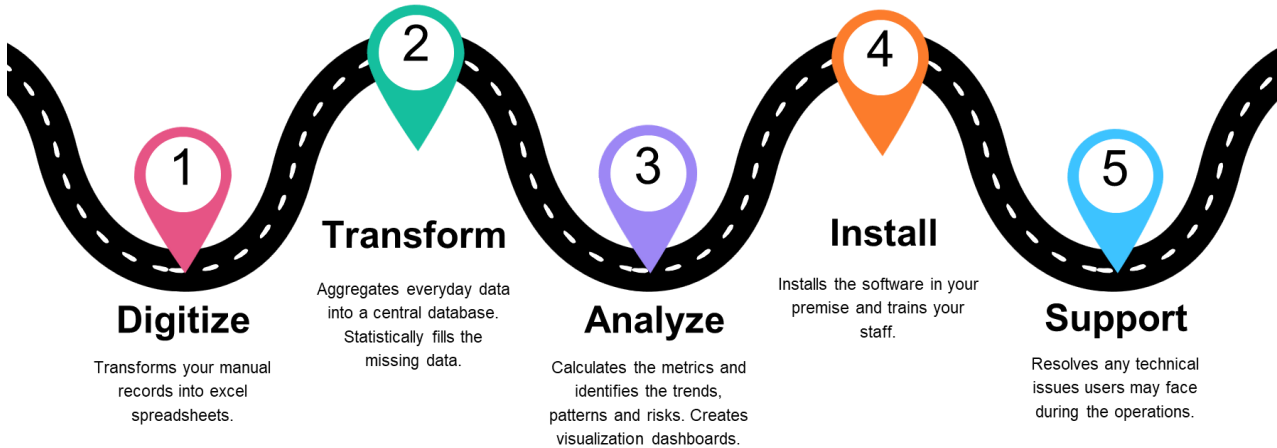 1
Digitize
Transforms your manual
records into excel
spreadsheets.
2
Transform
Aggregates everyday data
into a central database.
Statistically fills the
missing data.
3
Analyze
Calculates the metrics and
identifies the trends,
patterns and risks. Creates
visualization dashboards.
4
Install
Installs the software in your
premise and trains your
staff.
5
Support
Resolves any technical
issues users may face
during the operations.